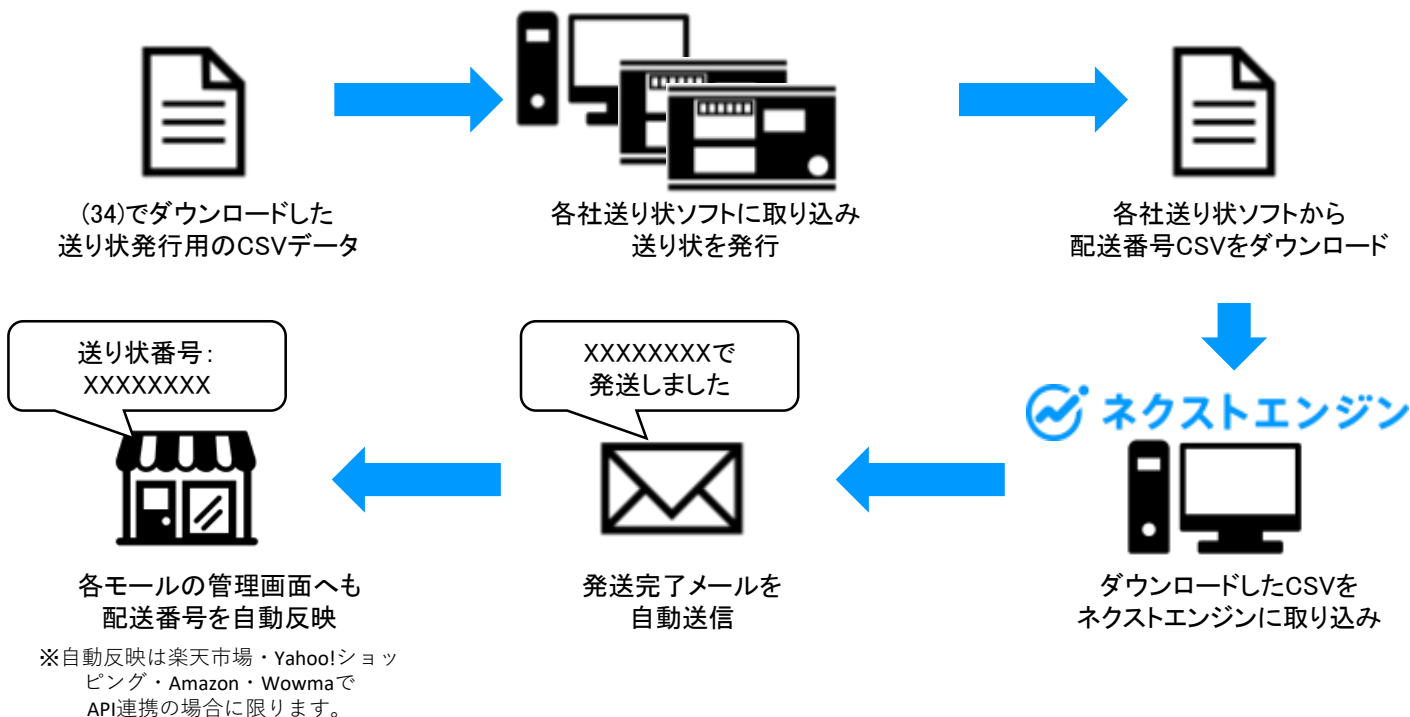 (34)でダウンロードした
送り状発行用のCSVデータ
各社送り状ソフトに取り込み
送り状を発行
各社送り状ソフトから
配送番号CSVをダウンロード
送り状番号：
XXXXXXXX
XXXXXXXXで
発送しました
ネクストエンジン
各モールの管理画面へも
配送番号を自動反映
発送完了メールを
自動送信
ダウンロードしたCSVを
ネクストエンジンに取り込み
※自動反映は楽天市場・Yahoo!ショッ
ピング・Amazon・Wowmaで
API連携の場合に限ります。